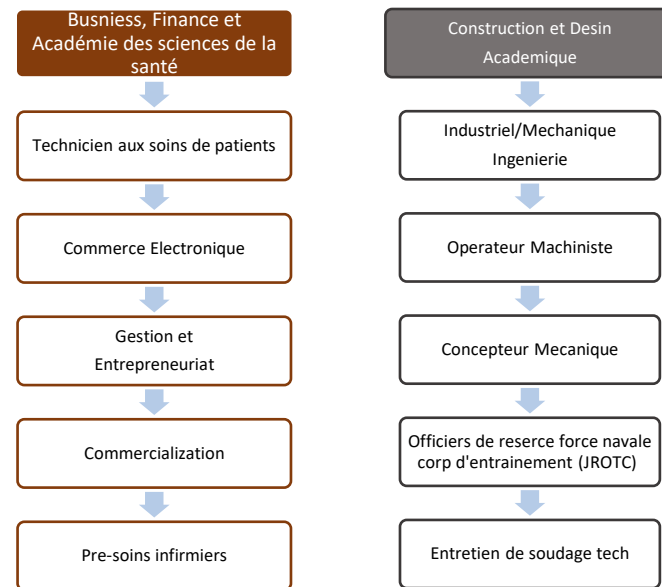 Busniess, Finance et
Académie des sciences de la
santé
Technicien aux soins de patients
Commerce Electronique
Gestion et
Entrepreneuriat
Commercialization
Pre-soins infirmiers
Construction et Desin
Academique
Industriel/Mechanique
Ingenierie
Operateur Machiniste
Concepteur Mecanique
Officiers de reserce force navale
corp d'entrainement (JROTC)
Entretien de soudage tech